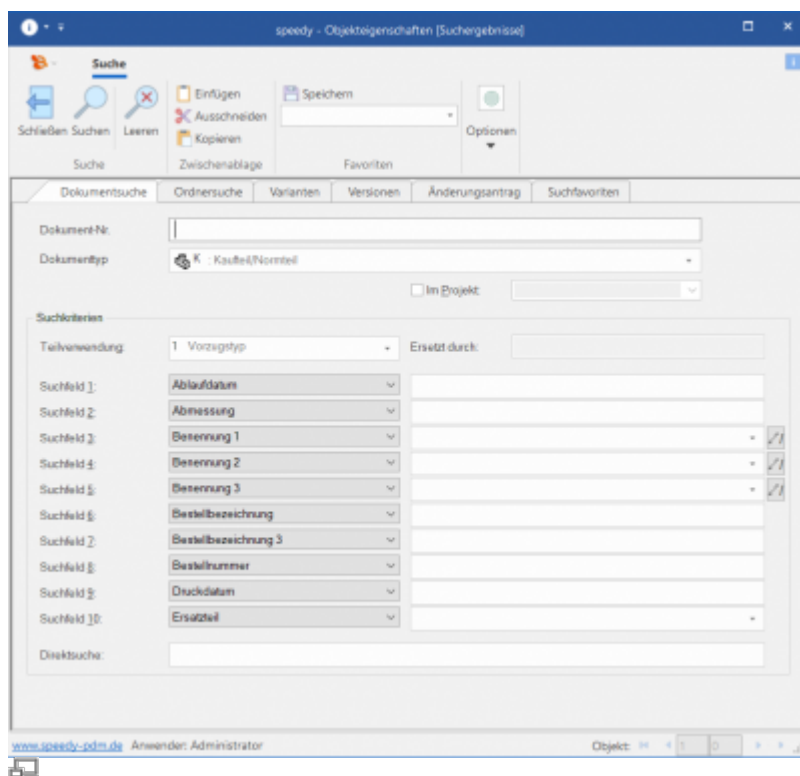 speedy - Objekteigenschaften [Suchergebnisse]
Suche
Schließen Suchen Leeren
Einfügen
Ausschneiden
Kopieren
Speichern
Optionen
Suche Zwischenablage Favoriten
Dokumentsuche Ordnersuche Varianten Versionen Änderungsantrag Suchfavoriten
Dokument-Nr.
Dokumenttyp K : Kaufteil/Normteil
Im Projekt:
Suchkriterien
Teilverwendung: 1 Vorzugstyp Ersetzt durch:
Suchfeld 1: Ablaufdatum
Suchfeld 2: Abmessung
Suchfeld 3: Benennung 1
Suchfeld 4: Benennung 2
Suchfeld 5: Benennung 3
Suchfeld 6: Bestellbezeichnung
Suchfeld 7: Bestellbezeichnung 3
Suchfeld 8: Bestellnummer
Suchfeld 9: Druckdatum
Suchfeld 10: Ersatzteil
Direktsuche:
www.speedy-pdm.de Anwender: Administrator Objekt: 1 0